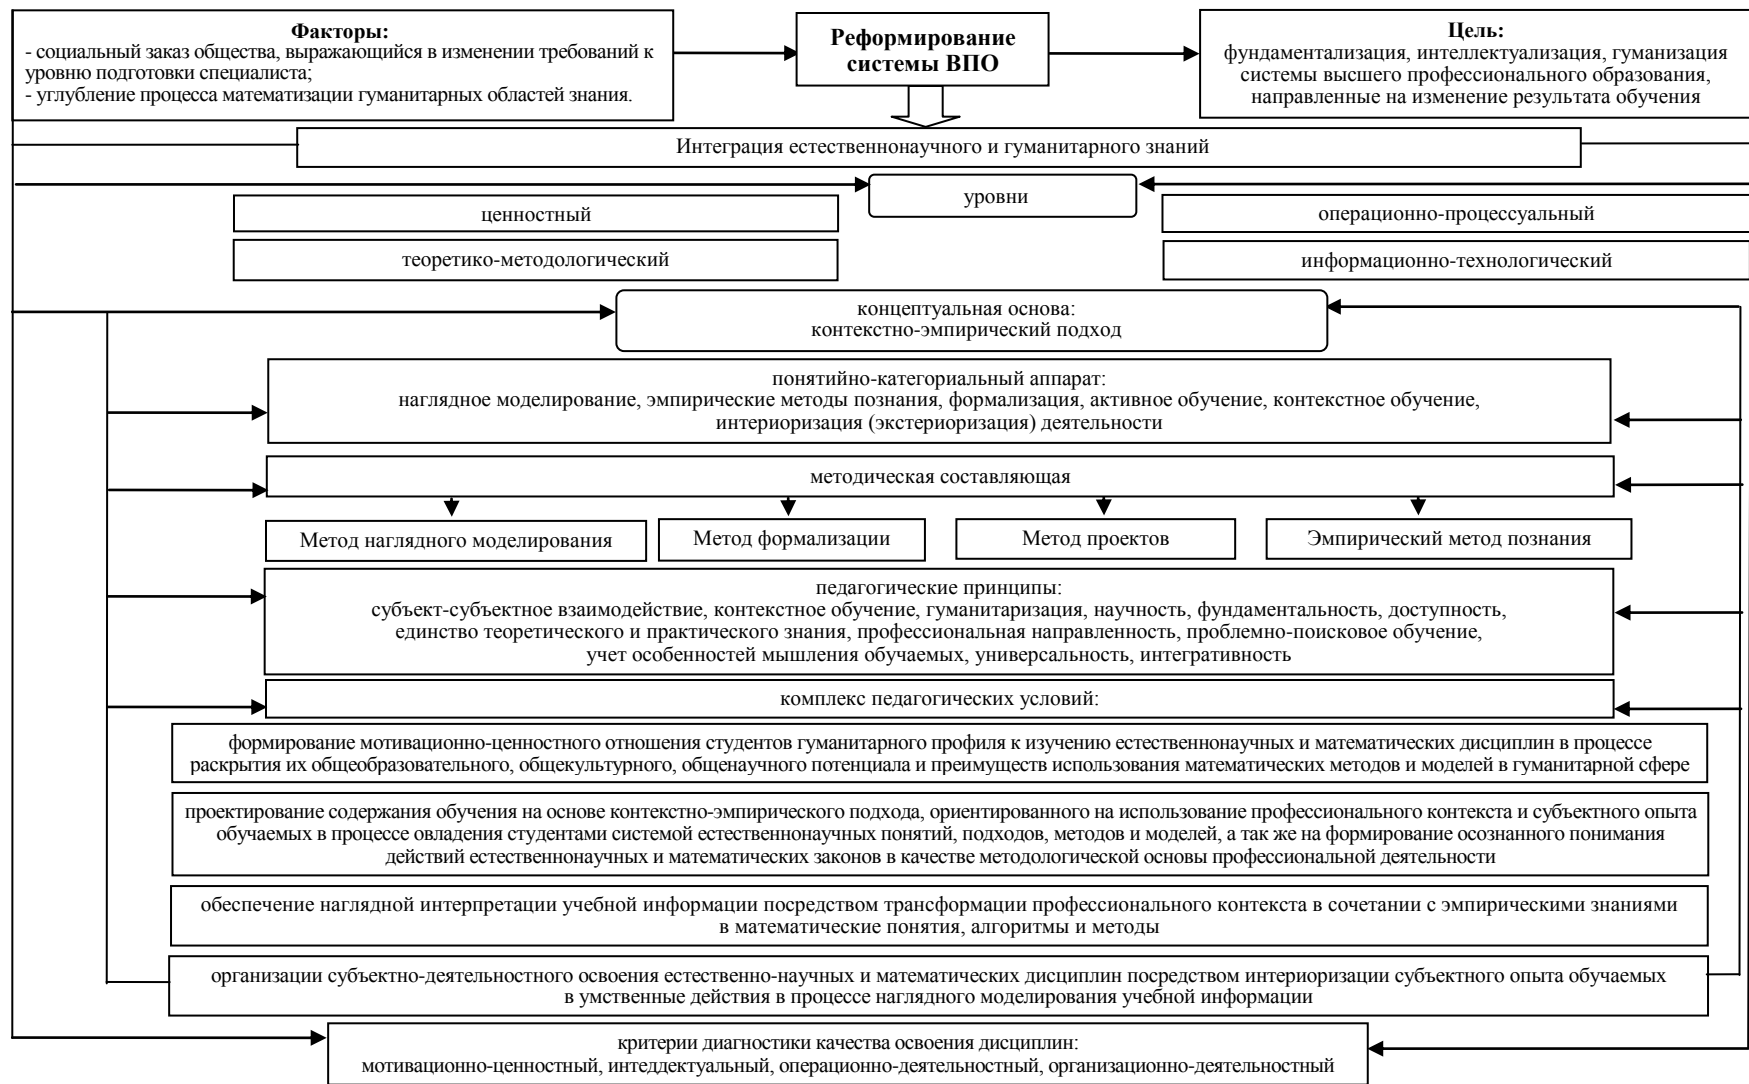 Факторы:
- социальный заказ общества, выражающийся в изменении требований к
уровню подготовки специалиста;
- углубление процесса математизации гуманитарных областей знания.
Реформирование
системы ВПО
Цель:
фундаментализация, интеллектуализация, гуманизация
системы высшего профессионального образования,
направленные на изменение результата обучения
Интеграция естественнонаучного и гуманитарного знаний
уровни
ценностный
операционно-процессуальный
теоретико-методологический
информационно-технологический
концептуальная основа:
контекстно-эмпирический подход
понятийно-категориальный аппарат:
наглядное моделирование, эмпирические методы познания, формализация, активное обучение, контекстное обучение,
интериоризация (экстериоризация) деятельности
методическая составляющая
Метод наглядного моделирования
Метод формализации
Метод проектов
Эмпирический метод познания
педагогические принципы:
субъект-субъектное взаимодействие, контекстное обучение, гуманитаризация, научность, фундаментальность, доступность,
единство теоретического и практического знания, профессиональная направленность, проблемно-поисковое обучение,
учет особенностей мышления обучаемых, универсальность, интегративность
комплекс педагогических условий:
формирование мотивационно-ценностного отношения студентов гуманитарного профиля к изучению естественнонаучных и математических дисциплин в процессе
раскрытия их общеобразовательного, общекультурного, общенаучного потенциала и преимуществ использования математических методов и моделей в гуманитарной сфере
проектирование содержания обучения на основе контекстно-эмпирического подхода, ориентированного на использование профессионального контекста и субъектного опыта
обучаемых в процессе овладения студентами системой естественнонаучных понятий, подходов, методов и моделей, а так же на формирование осознанного понимания
действий естественнонаучных и математических законов в качестве методологической основы профессиональной деятельности
обеспечение наглядной интерпретации учебной информации посредством трансформации профессионального контекста в сочетании с эмпирическими знаниями
в математические понятия, алгоритмы и методы
организации субъектно-деятельностного освоения естественно-научных и математических дисциплин посредством интериоризации субъектного опыта обучаемых
в умственные действия в процессе наглядного моделирования учебной информации
критерии диагностики качества освоения дисциплин:
мотивационно-ценностный, интеддектуальный, операционно-деятельностный, организационно-деятельностный